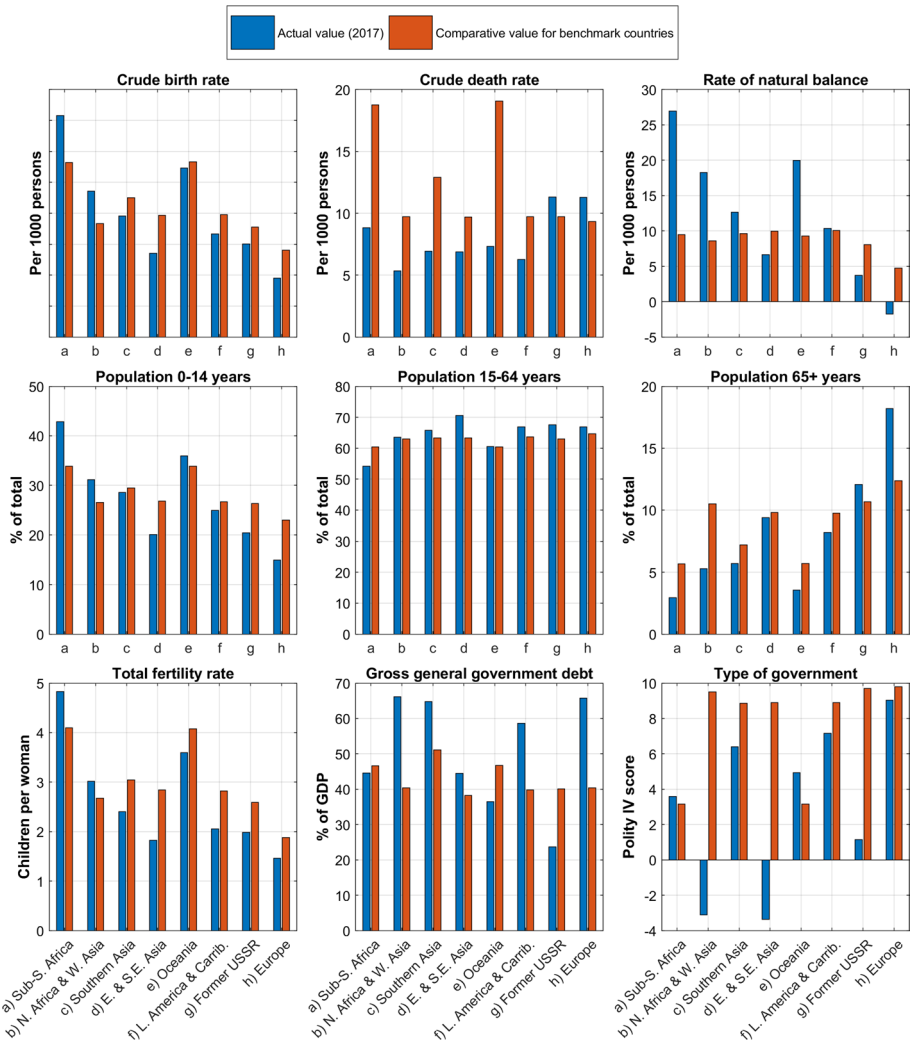 Actual value (2017) Comparative value for benchmark countries
Crude birth rate Crude death rate Rate of natural balance
Per 1000 persons
a b c d e f g h
Per 1000 persons
20
15
10
5
0
a b c d e f g h
Per 1000 persons
30
25
20
15
10
5
0
-5
a b c d e f g h
Population 0-14 years Population 15-64 years Population 65+ years
% of total
50
40
30
20
10
0
a b c d e f g h
% of total
80
70
60
50
40
30
20
10
0
a b c d e f g h
% of total
20
15
10
5
0
a b c d e f g h
Total fertility rate Gross general government debt Type of government
Children per woman
5
4
3
2
1
0
a) Sub-S. Africa
b) N. Africa & W. Asia
c) Southern Asia
d) E. & S.E. Asia
e) Oceania
f) L. America & Carrib.
g) Former USSR
h) Europe
% of GDP
70
60
50
40
30
20
10
0
a) Sub-S. Africa
b) N. Africa & W. Asia
c) Southern Asia
d) E. & S.E. Asia
e) Oceania
f) L. America & Carrib.
g) Former USSR
h) Europe
Polity IV score
10
8
6
4
2
0
-2
-4
a) Sub-S. Africa
b) N. Africa & W. Asia
c) Southern Asia
d) E. & S.E. Asia
e) Oceania
f) L. America & Carrib.
g) Former USSR
h) Europe